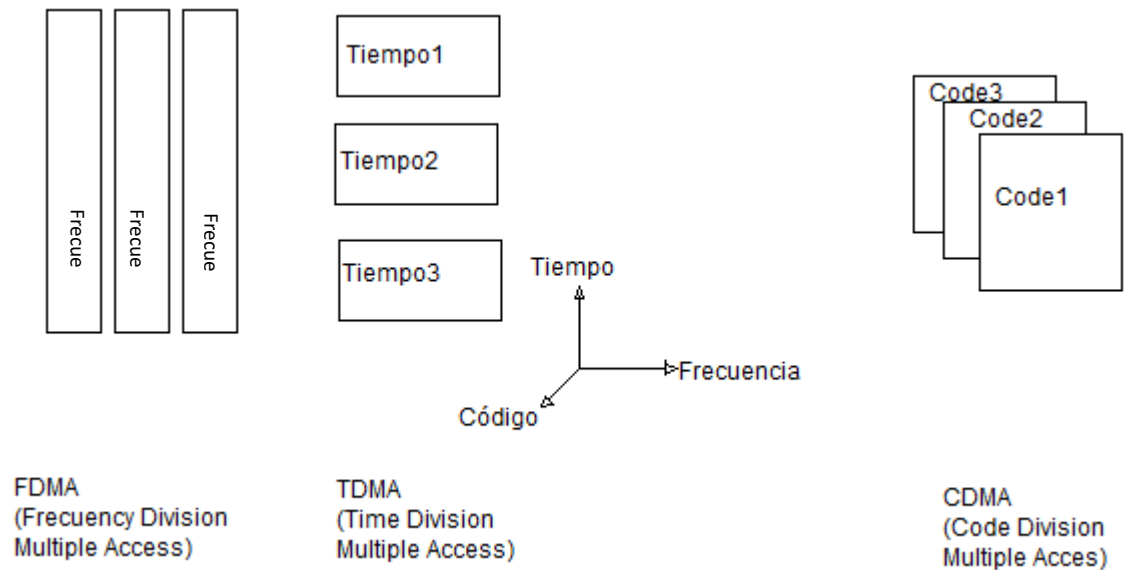 Frecue
Frecue
Frecue
Tiempo1
Tiempo2
Tiempo3
Tiempo
Frecuencia
Código
Code3
Code2
Code1
FDMA
(Frecuency Division
Multiple Access)
TDMA
(Time Division
Multiple Access)
CDMA
(Code Division
Multiple Acces)